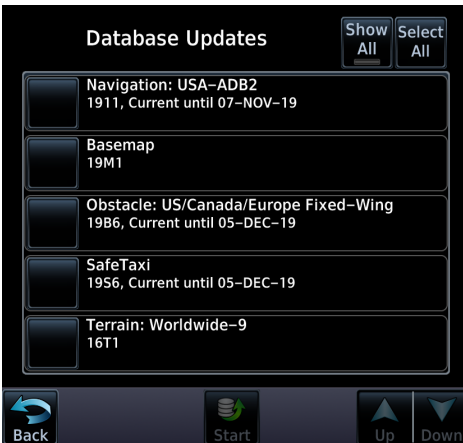 Database Updates
Show All
Select All
Navigation: USA–ADB2
1911, Current until 07–NOV–19
Basemap
19M1
Obstacle: US/Canada/Europe Fixed–Wing
19B6, Current until 05–DEC–19
SafeTaxi
19S6, Current until 05–DEC–19
Terrain: Worldwide–9
16T1
Back
Start
Up
Down